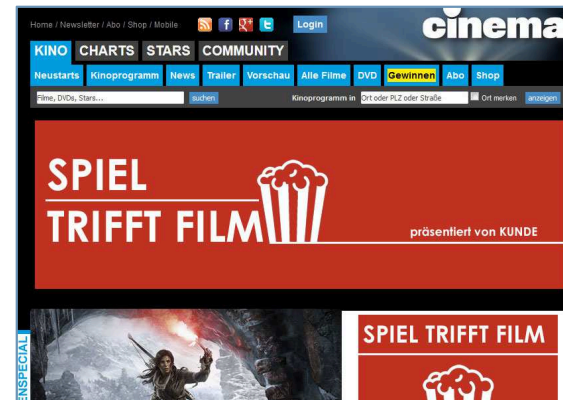 Home / Newsletter / Abo / Shop / Mobile
Login
cinema
KINO CHARTS STARS COMMUNITY
Neustarts Kinoprogramm News Trailer Vorschau Alle Filme DVD Gewinnen Abo Shop
Filme, DVDs, Stars... suchen Kinoprogramm in Ort oder PLZ oder Straße Ort merken anzeigen
SPIEL
TRIFFT FILM
präsentiert von KUNDE
ENSPECIAL
SPIEL TRIFFT FILM